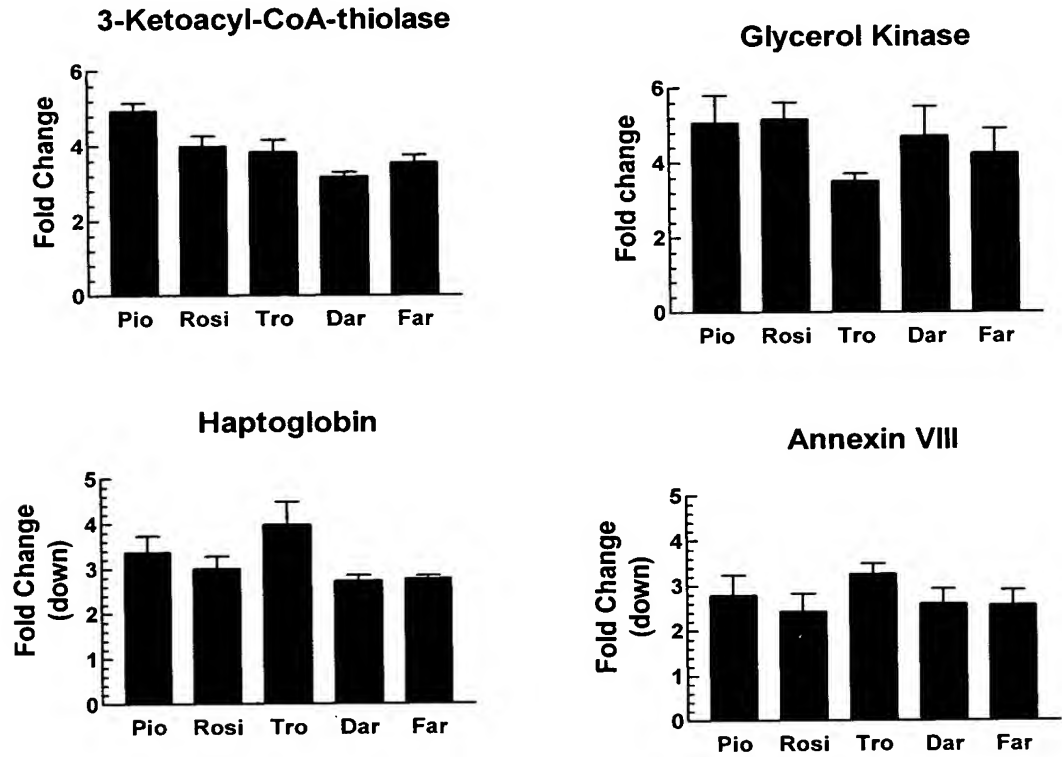 3-Ketoacyl-CoA-thiolase
Fold Change
6
4
2
0
Pio Rosi Tro Dar Far
Glycerol Kinase
Fold change
6
4
2
0
Pio Rosi Tro Dar Far
Haptoglobin
Fold Change
(down)
5
4
3
2
1
0
Pio Rosi Tro Dar Far
Annexin VIII
Fold Change
(down)
5
4
3
2
1
0
Pio Rosi Tro Dar Far